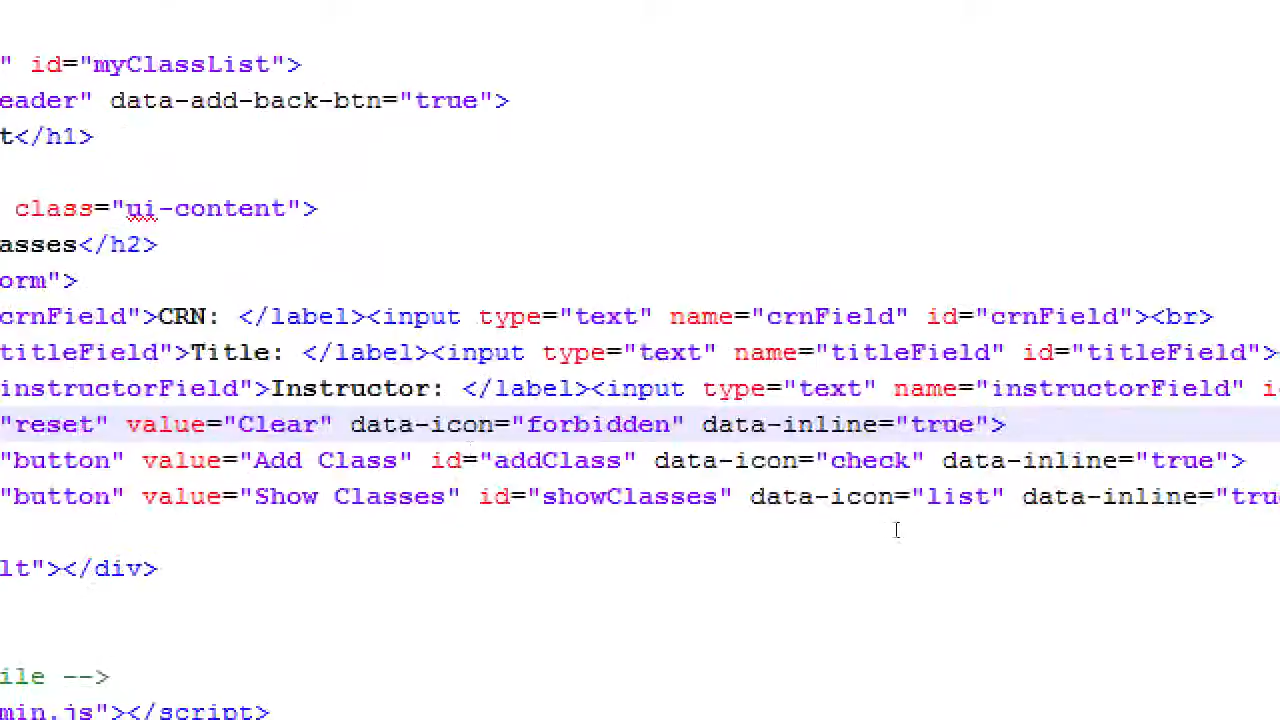 " id="myClassList">
eader" data-add-back-btn="true">
t</h1>
class="ui-content">
asses</h2>
orm">
crnField">CRN: </label><input type="text" name="crnField" id="crnField"><br>
titleField">Title: </label><input type="text" name="titleField" id="titleField">
instructorField">Instructor: </label><input type="text" name="instructorField" i
"reset" value="Clear" data-icon="forbidden" data-inline="true">
"button" value="Add Class" id="addClass" data-icon="check" data-inline="true">
"button" value="Show Classes" id="showClasses" data-icon="list" data-inline="tru
lt"></div>
ile -->
min.js"></script>